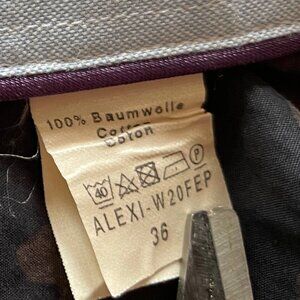 100% Baumwolle
Cotton
Coton
40 P
ALEXI-W20FEP
36